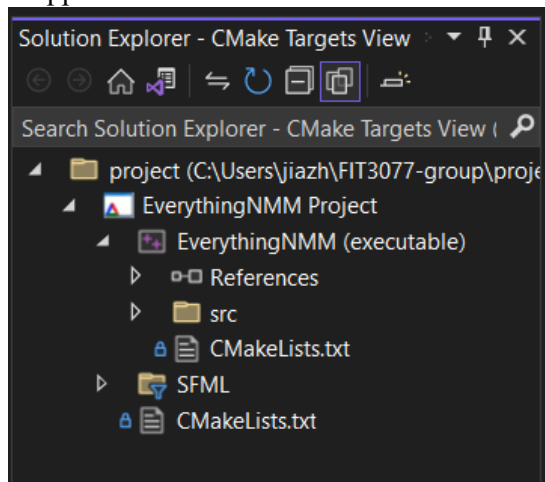 Solution Explorer - CMake Targets View
Search Solution Explorer - CMake Targets View (
project (C:\Users\jiazh\FIT3077-group\proje
EverythingNMM Project
EverythingNMM (executable)
References
src
CMakeLists.txt
SFML
CMakeLists.txt